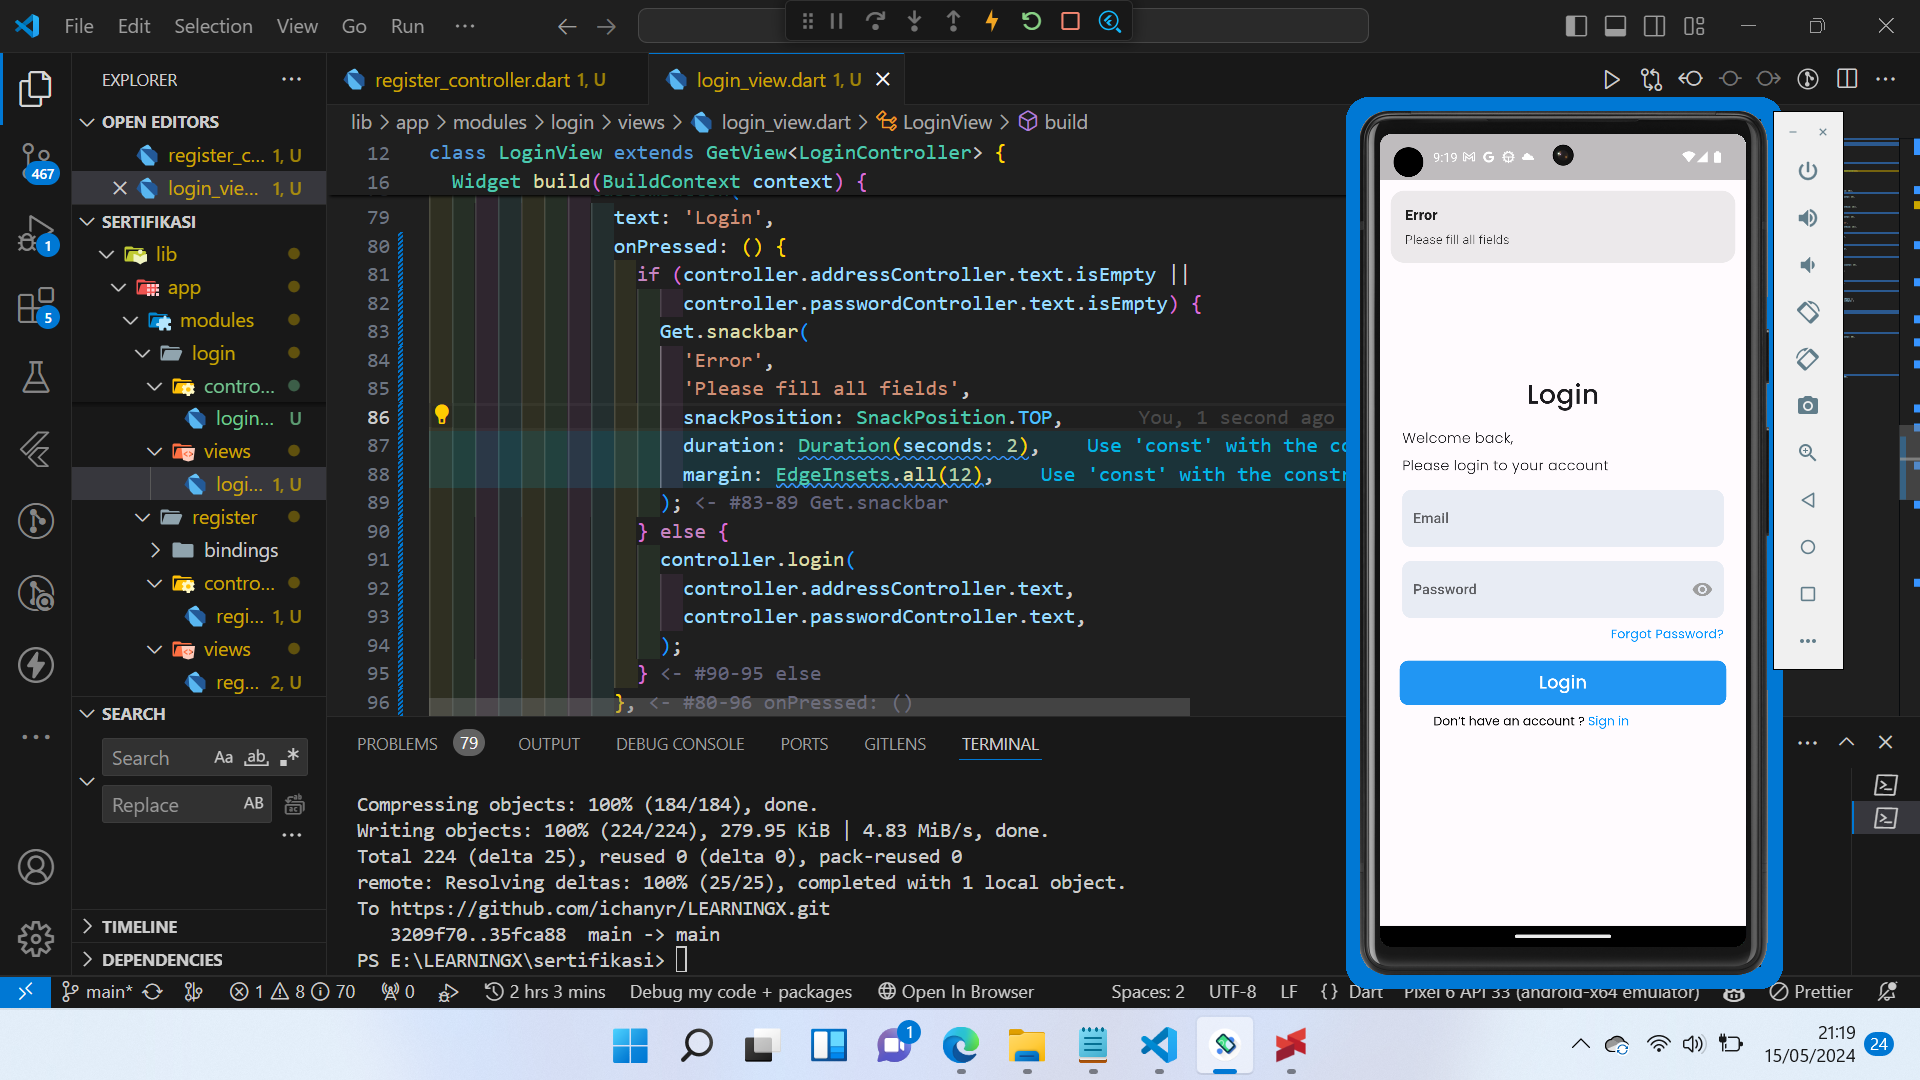 File Edit Selection View Go Run ···
EXPLORER ···
OPEN EDITORS
register_c... 1, U
login_vie... 1, U
SERTIFIKASI
lib
app
modules
login
contro...
login... U
views
logi... 1, U
register
bindings
contro...
regi... 1, U
views
reg... 2, U
SEARCH
Search Aa ab .*
Replace AB
···
TIMELINE
DEPENDENCIES
467
1
5
register_controller.dart 1, U
login_view.dart 1, U
lib > app > modules > login > views > login_view.dart > LoginView > build
12 class LoginView extends GetView<LoginController> {
16 Widget build(BuildContext context) {
79 text: 'Login',
80 onPressed: () {
81 if (controller.addressController.text.isEmpty ||
82 controller.passwordController.text.isEmpty) {
83 Get.snackbar(
84 'Error',
85 'Please fill all fields',
86 snackPosition: SnackPosition.TOP, You, 1 second ago
87 duration: Duration(seconds: 2), Use 'const' with the co
88 margin: EdgeInsets.all(12), Use 'const' with the constr
89 ); <- #83-89 Get.snackbar
90 } else {
91 controller.login(
92 controller.addressController.text,
93 controller.passwordController.text,
94 );
95 } <- #90-95 else
96 }, <- #80-96 onPressed: ()
PROBLEMS 79 OUTPUT DEBUG CONSOLE PORTS GITLENS TERMINAL
Compressing objects: 100% (184/184), done.
Writing objects: 100% (224/224), 279.95 KiB | 4.83 MiB/s, done.
Total 224 (delta 25), reused 0 (delta 0), pack-reused 0
remote: Resolving deltas: 100% (25/25), completed with 1 local object.
To https://github.com/ichanyr/LEARNINGX.git
3209f70..35fca88 main -> main
PS E:\LEARNINGX\sertifikasi>
9:19
Error
Please fill all fields
Login
Welcome back,
Please login to your account
Email
Password
Forgot Password?
Login
Don't have an account ? Sign in
main* 1 8 70 0 2 hrs 3 mins Debug my code + packages Open In Browser Spaces: 2 UTF-8 LF {} Dart Pixel 6 API 33 (android-x64 emulator) Prettier
1
21:19
15/05/2024
24